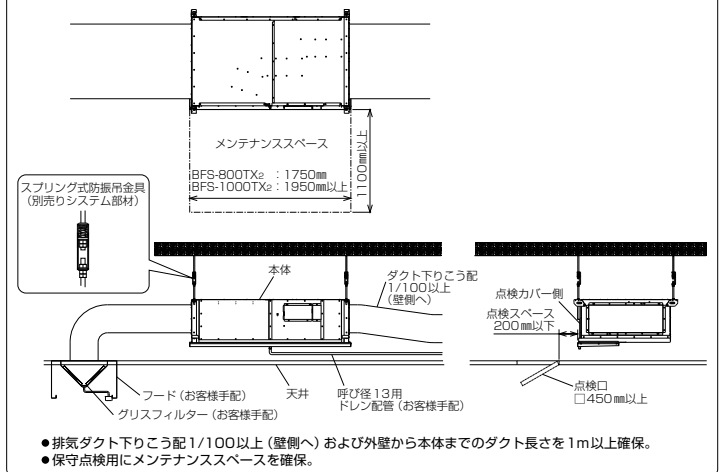 メンテナンススペース
BFS-800TX2 ：1750㎜
BFS-1000TX2：1950㎜以上
1100㎜以上
スプリング式防振吊金具
（別売りシステム部材）
本体
ダクト下りこう配
1/100以上
（壁側へ）
点検カバー側
点検スペース
200㎜以下
フード（お客様手配）
グリスフィルター（お客様手配）
天井
呼び径13用
ドレン配管（お客様手配）
点検口
□450㎜以上
●排気ダクト下りこう配1/100以上（壁側へ）および外壁から本体までのダクト長さを1m以上確保。
●保守点検用にメンテナンススペースを確保。